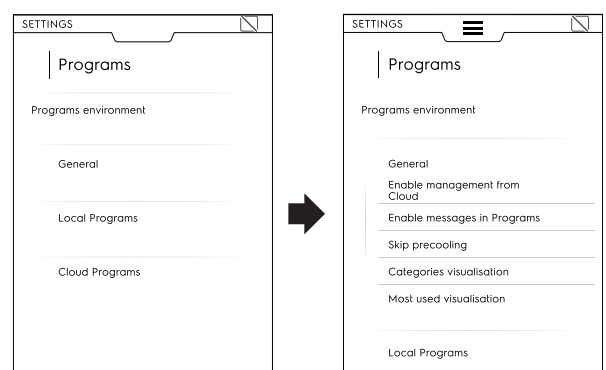 SETTINGS
Programs
Programs environment
General
Local Programs
Cloud Programs
SETTINGS
Programs
Programs environment
General
Enable management from
Cloud
Enable messages in Programs
Skip precooling
Categories visualisation
Most used visualisation
Local Programs